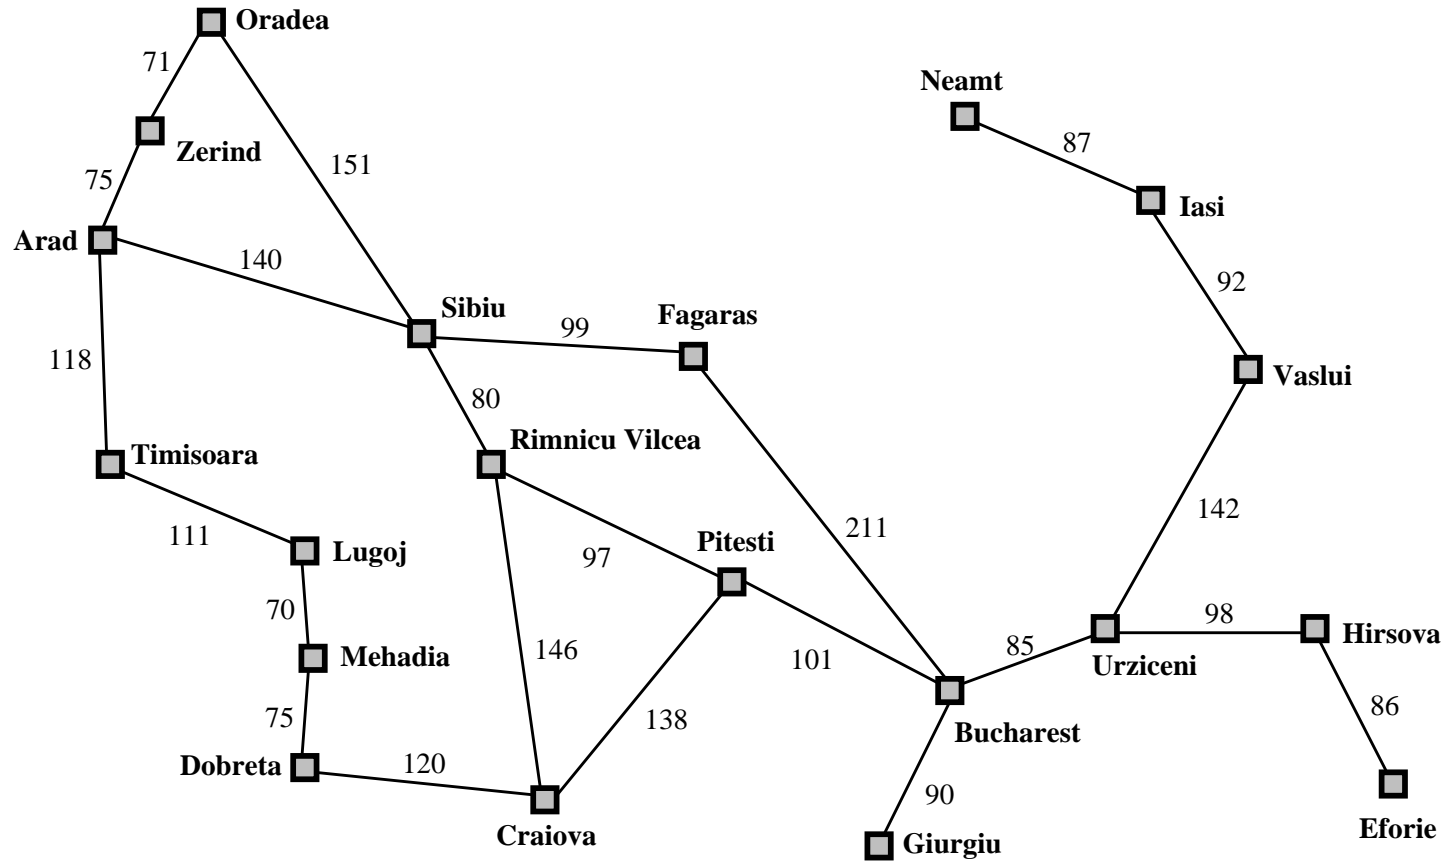 Oradea
71
Neamt
87
Zerind
151
75
Iasi
Arad
140
92
Sibiu
Fagaras
99
118
Vaslui
80
Rimnicu Vilcea
Timisoara
142
211
111
Pitesti
97
Lugoj
70
98
Hirsova
85
146
101
Urziceni
Mehadia
86
75
138
Bucharest
Dobreta
120
90
Eforie
Craiova
Giurgiu